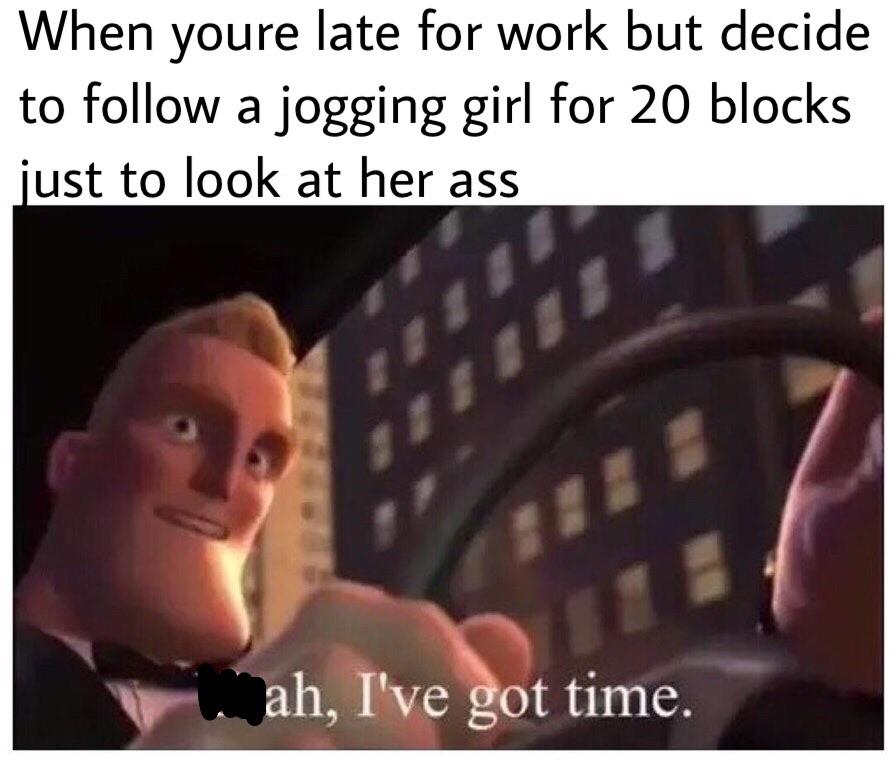 When youre late for work but decide
to follow a jogging girl for 20 blocks
just to look at her ass
ah, I've got time.